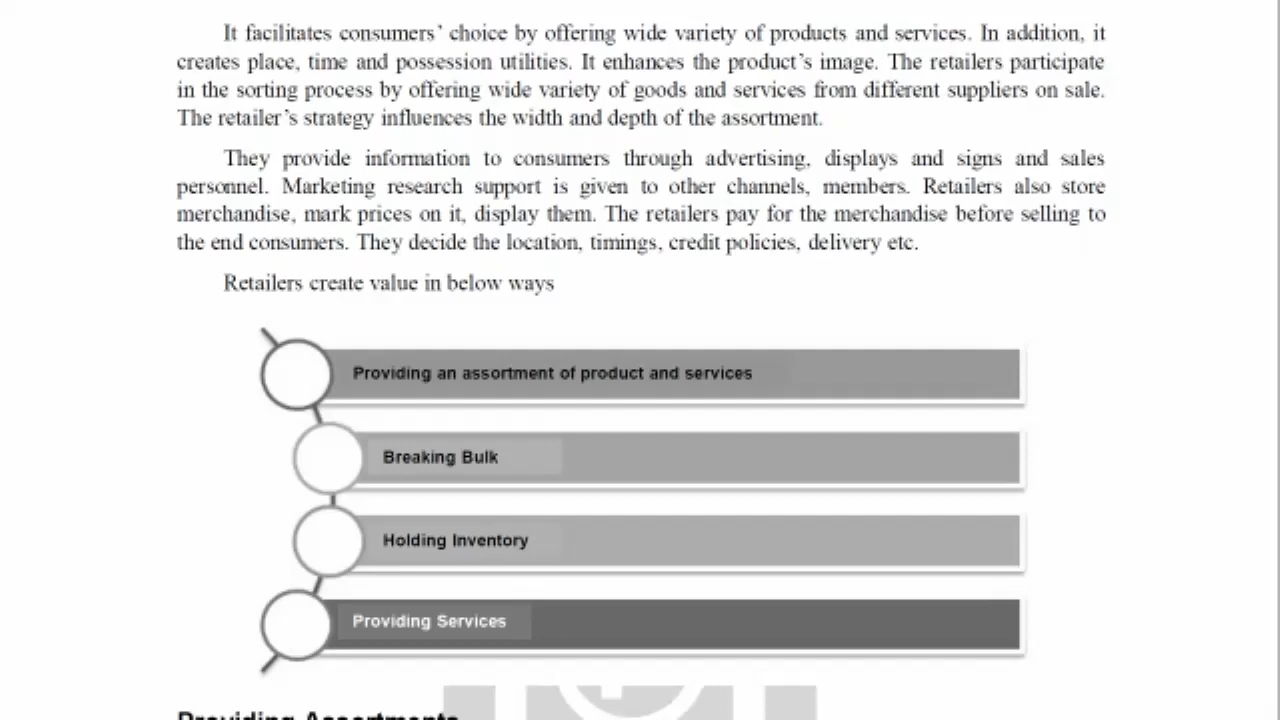 It facilitates consumers’ choice by offering wide variety of products and services. In addition, it
creates place, time and possession utilities. It enhances the product’s image. The retailers participate
in the sorting process by offering wide variety of goods and services from different suppliers on sale.
The retailer’s strategy influences the width and depth of the assortment.
They provide information to consumers through advertising, displays and signs and sales
personnel. Marketing research support is given to other channels, members. Retailers also store
merchandise, mark prices on it, display them. The retailers pay for the merchandise before selling to
the end consumers. They decide the location, timings, credit policies, delivery etc.
Retailers create value in below ways
Providing an assortment of product and services
Breaking Bulk
Holding Inventory
Providing Services
Providing Assortments